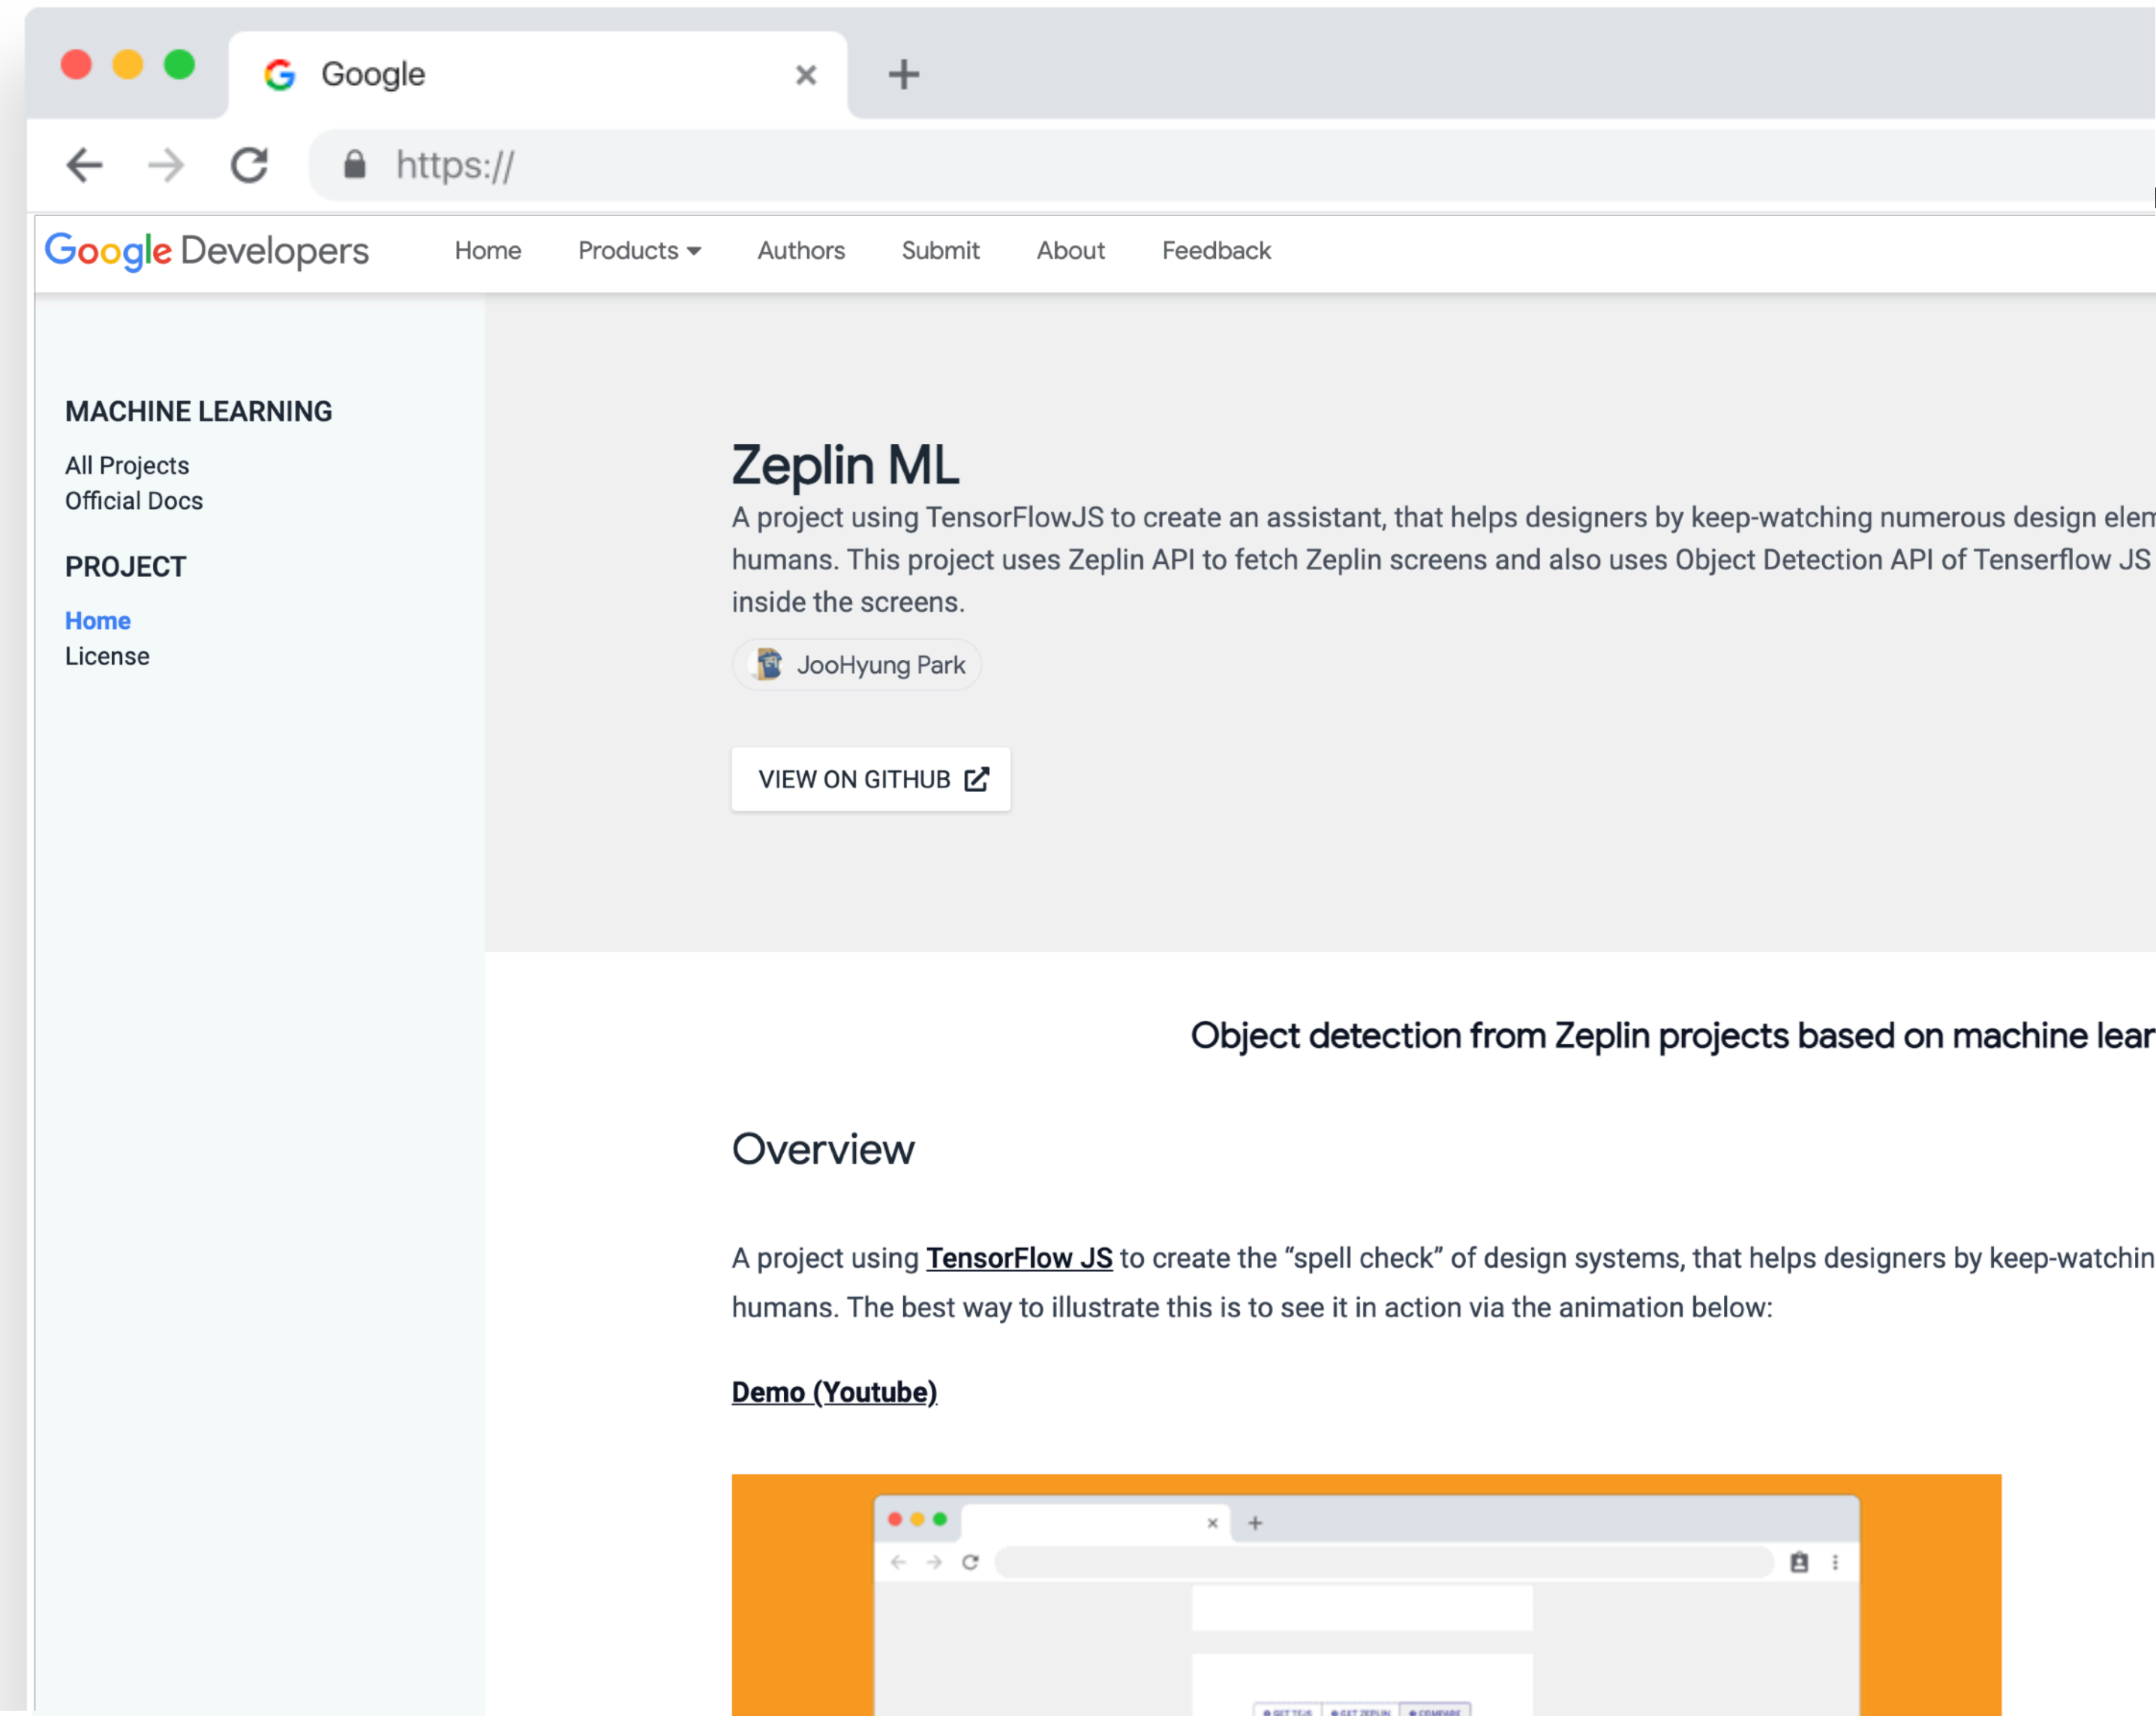 Google
https://
Google Developers Home Products Authors Submit About Feedback
MACHINE LEARNING
All Projects
Official Docs
PROJECT
Home
License
Zeplin ML
A project using TensorFlowJS to create an assistant, that helps designers by keep-watching numerous design elem
humans. This project uses Zeplin API to fetch Zeplin screens and also uses Object Detection API of Tenserflow JS
inside the screens.
JooHyung Park
VIEW ON GITHUB
Object detection from Zeplin projects based on machine lear
Overview
A project using TensorFlow JS to create the “spell check” of design systems, that helps designers by keep-watchin
humans. The best way to illustrate this is to see it in action via the animation below:
Demo (Youtube)
GET TFJS GET ZEPLIN COMPARE